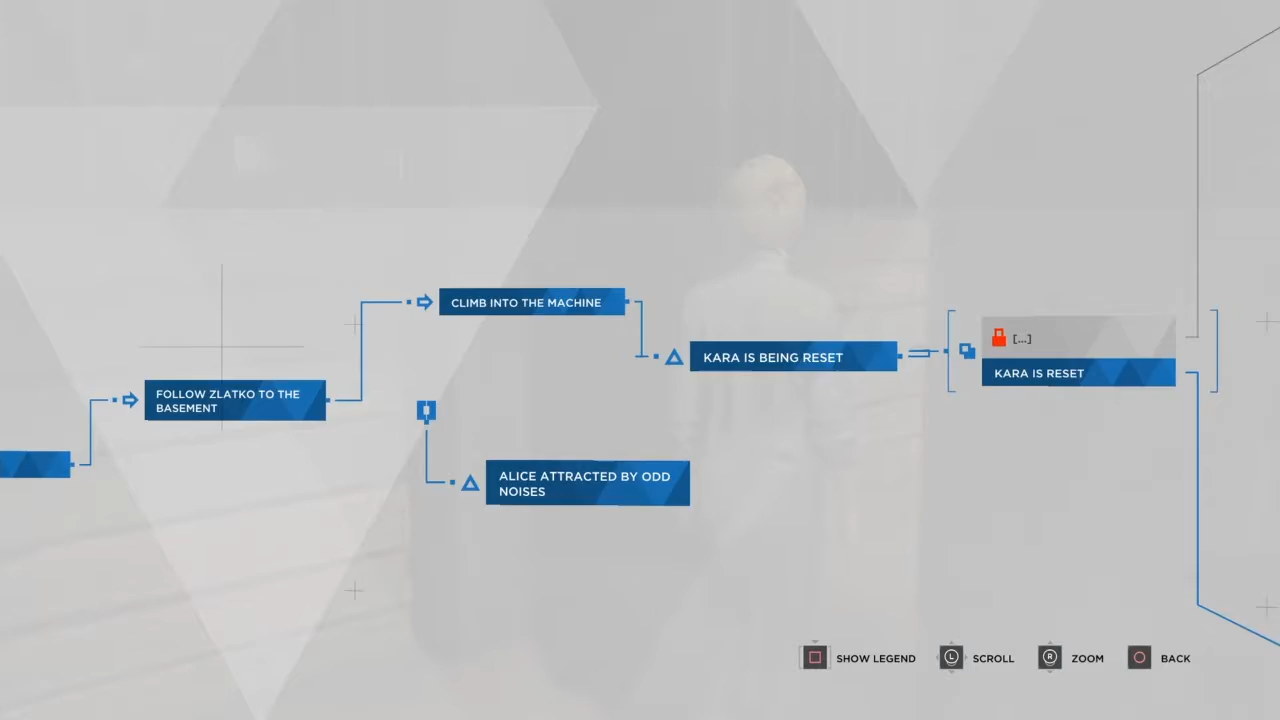 CLIMB INTO THE MACHINE
[...]
KARA IS BEING RESET
KARA IS RESET
FOLLOW ZLATKO TO THE
BASEMENT
ALICE ATTRACTED BY ODD
NOISES
SHOW LEGEND
L SCROLL
R ZOOM
BACK